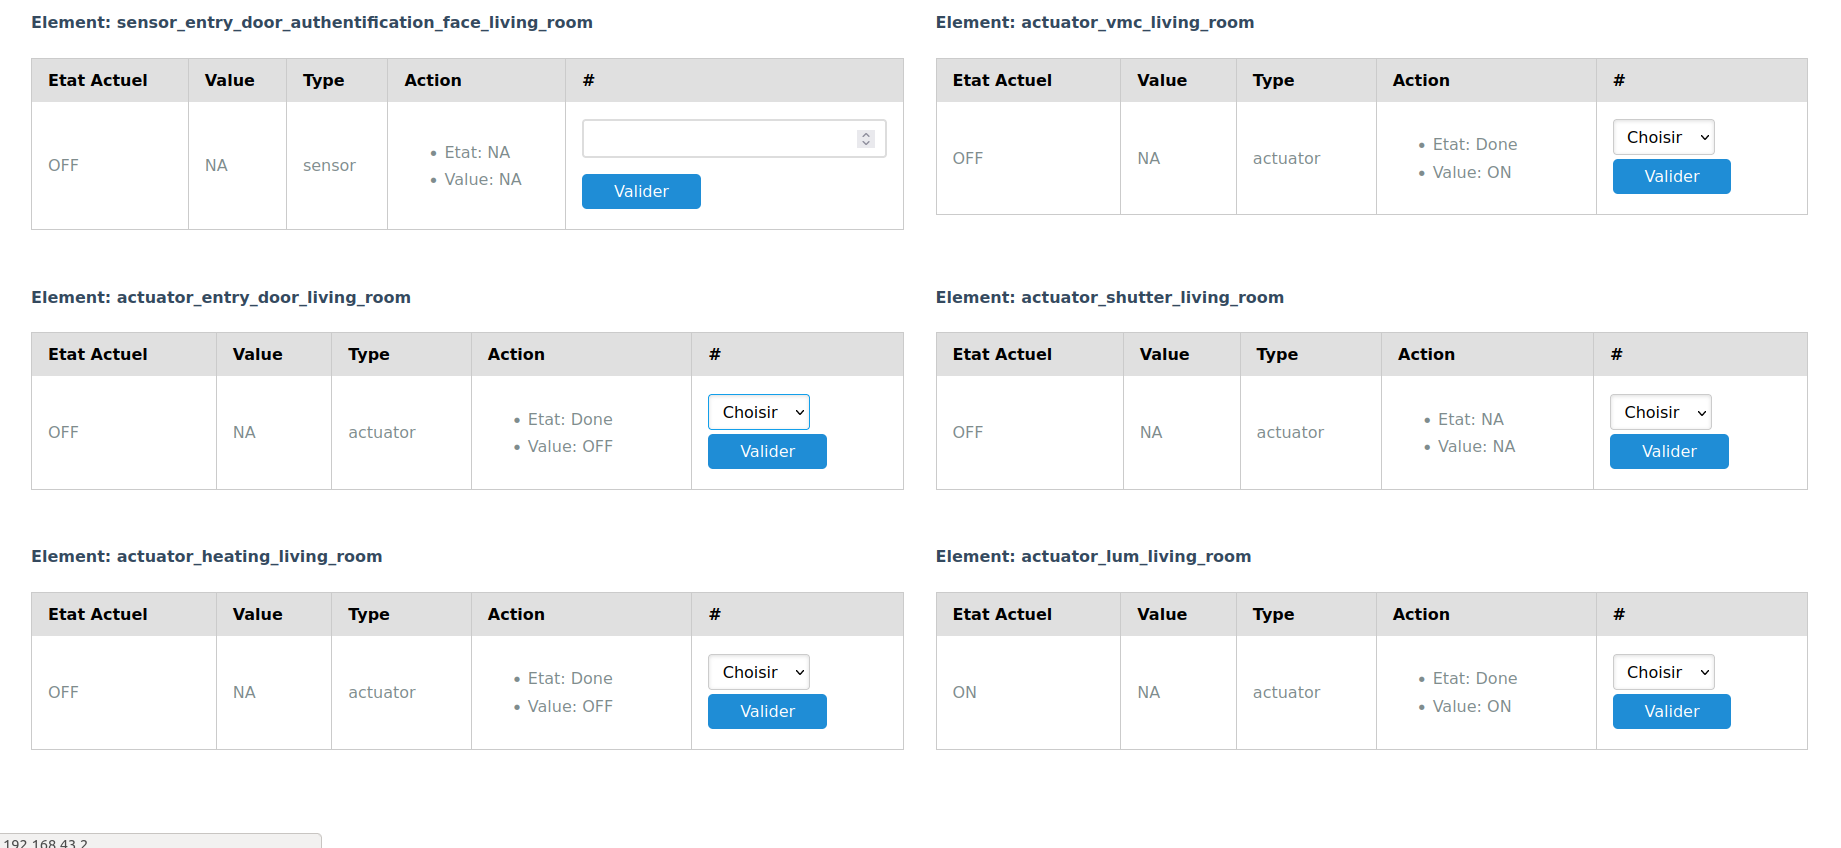 Element: sensor_entry_door_authentification_face_living_room
Etat Actuel Value Type Action #
OFF NA sensor
• Etat: NA
• Value: NA
Valider
Element: actuator_vmc_living_room
Etat Actuel Value Type Action #
OFF NA actuator
• Etat: Done
• Value: ON
Choisir
Valider
Element: actuator_entry_door_living_room
Etat Actuel Value Type Action #
OFF NA actuator
• Etat: Done
• Value: OFF
Choisir
Valider
Element: actuator_shutter_living_room
Etat Actuel Value Type Action #
OFF NA actuator
• Etat: NA
• Value: NA
Choisir
Valider
Element: actuator_heating_living_room
Etat Actuel Value Type Action #
OFF NA actuator
• Etat: Done
• Value: OFF
Choisir
Valider
Element: actuator_lum_living_room
Etat Actuel Value Type Action #
ON NA actuator
• Etat: Done
• Value: ON
Choisir
Valider
192.168.43.2